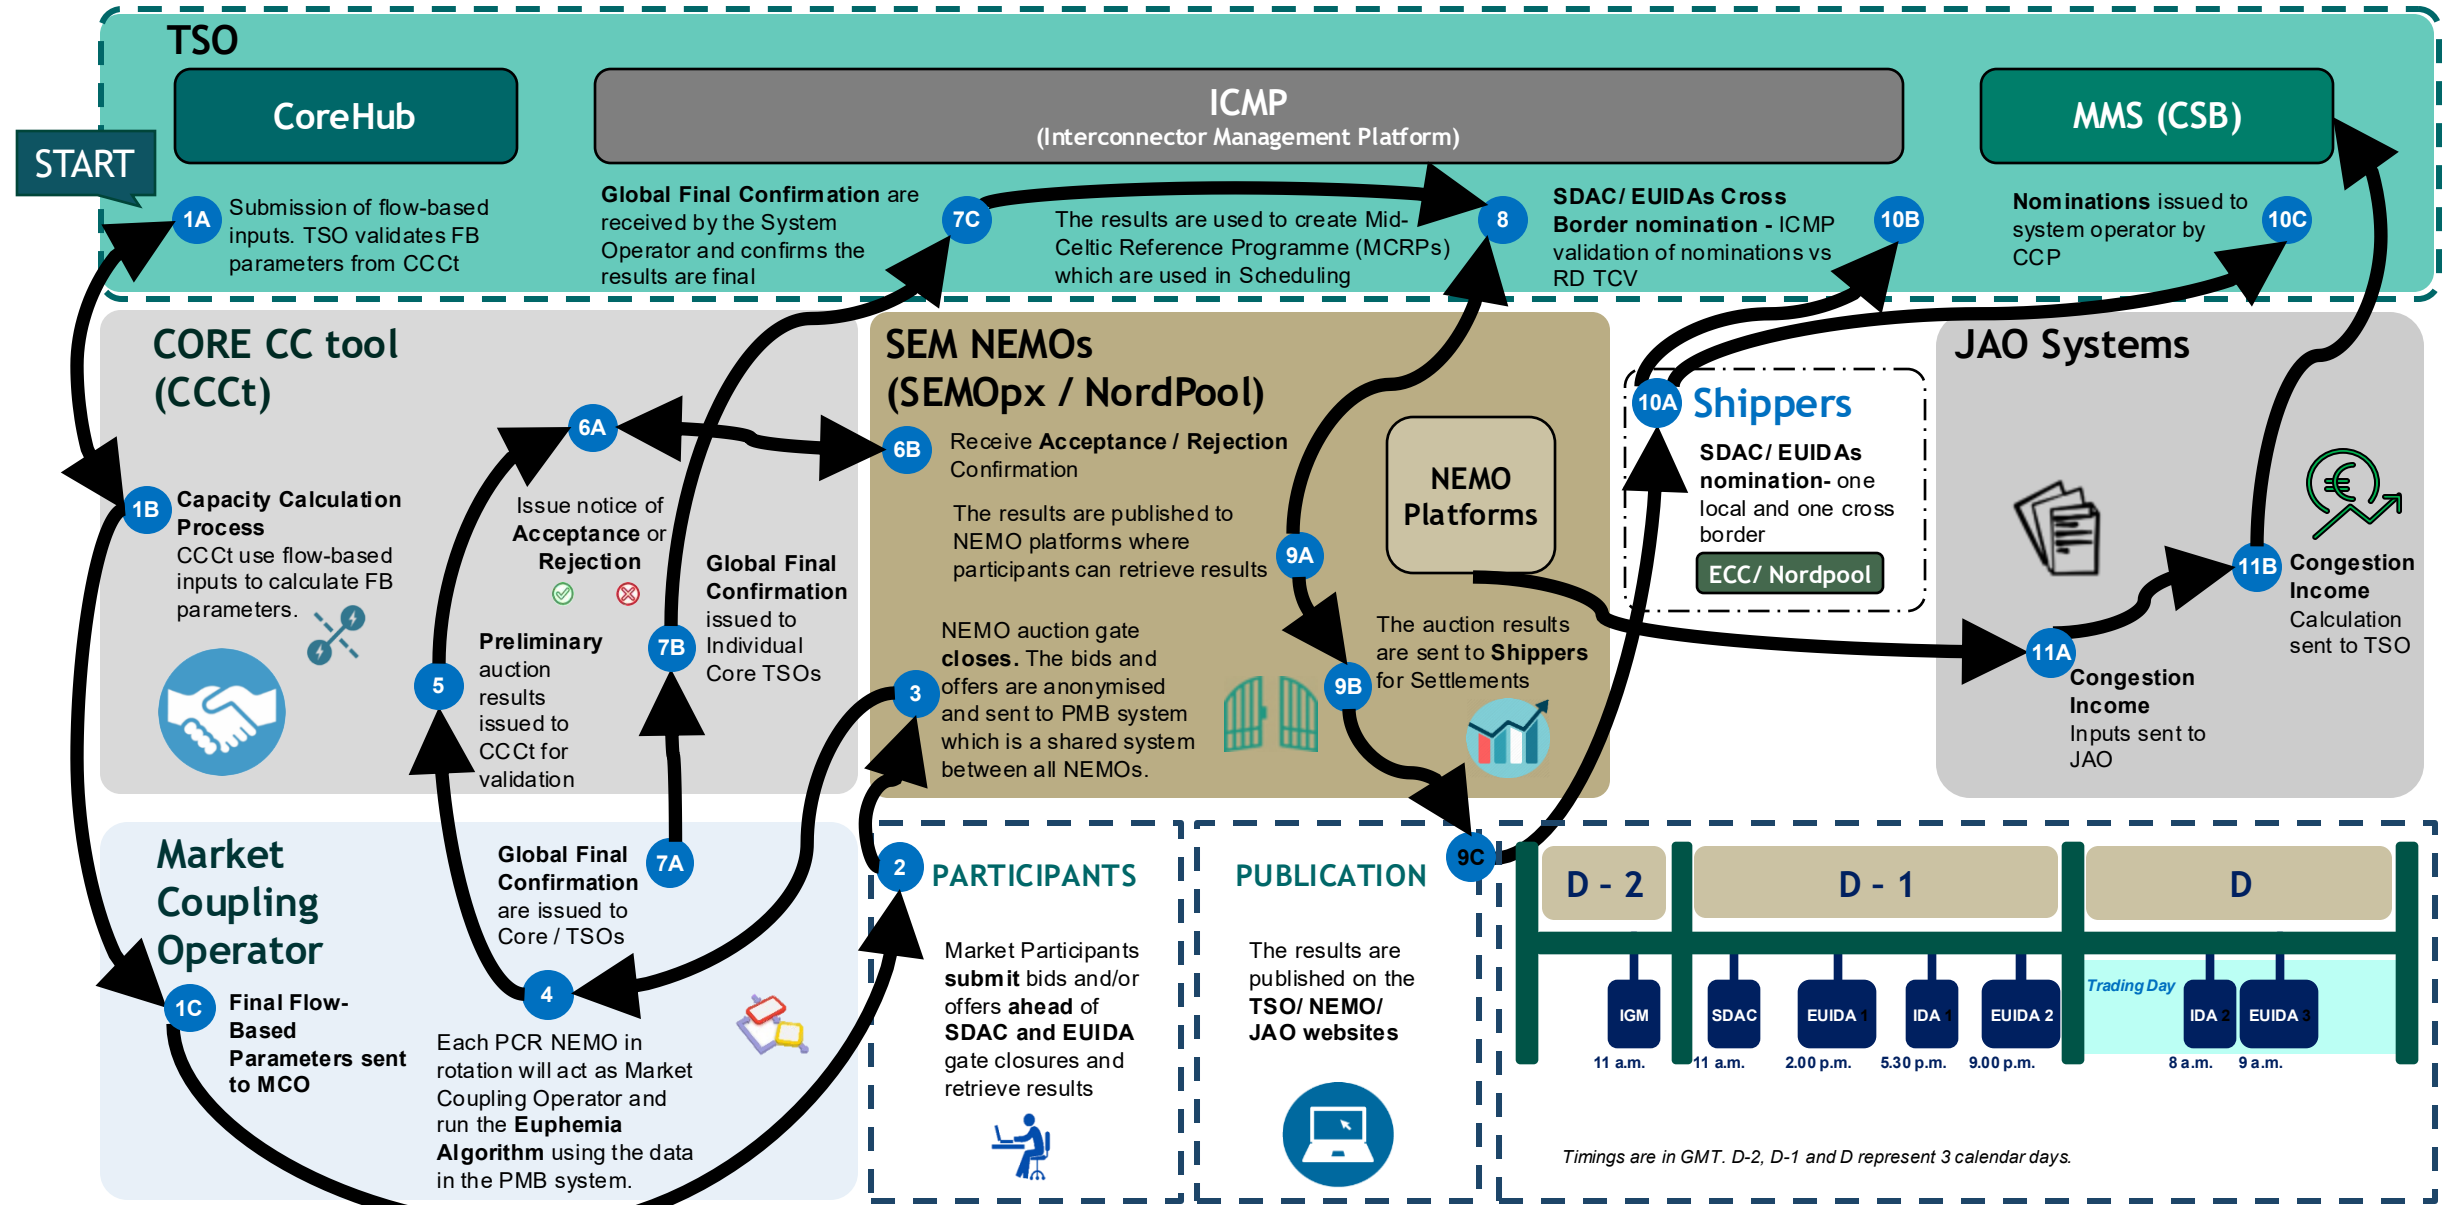 TSO
CoreHub
ICMP
(Interconnector Management Platform)
MMS (CSB)
START
1A
Submission of flow-based
inputs. TSO validates FB
parameters from CCCt
Global Final Confirmation are
received by the System
Operator and confirms the
results are final
7C
The results are used to create Mid-
Celtic Reference Programme (MCRPs)
which are used in Scheduling
8
SDAC/ EUIDAs Cross
Border nomination - ICMP
validation of nominations vs
RD TCV
10B
Nominations issued to
system operator by
CCP
10C
CORE CC tool
(CCCt)
6A
1B
Capacity Calculation
Process
CCCt use flow-based
inputs to calculate FB
parameters.
Issue notice of
Acceptance or
Rejection
5
Preliminary
auction
results
issued to
CCCt for
validation
7B
Global Final
Confirmation
issued to
Individual
Core TSOs
SEM NEMOs
(SEMOpx / NordPool)
6B
Receive Acceptance / Rejection
Confirmation
The results are published to
NEMO platforms where
participants can retrieve results
9A
NEMO
Platforms
3
NEMO auction gate
closes. The bids and
offers are anonymised
and sent to PMB system
which is a shared system
between all NEMOs.
9B
The auction results
are sent to Shippers
for Settlements
10A
Shippers
SDAC/ EUIDAs
nomination- one
local and one cross
border
ECC/ Nordpool
JAO Systems
11A
Congestion
Income
Inputs sent to
JAO
11B
Congestion
Income
Calculation
sent to TSO
Market
Coupling
Operator
1C
Final Flow-
Based
Parameters sent
to MCO
Global Final
Confirmation
are issued to
Core / TSOs
7A
4
Each PCR NEMO in
rotation will act as Market
Coupling Operator and
run the Euphemia
Algorithm using the data
in the PMB system.
2
PARTICIPANTS
Market Participants
submit bids and/or
offers ahead of
SDAC and EUIDA
gate closures and
retrieve results
PUBLICATION
9C
The results are
published on the
TSO/ NEMO/
JAO websites
D - 2
D - 1
D
Trading Day
IGM
SDAC
EUIDA 1
IDA 1
EUIDA 2
IDA 2
EUIDA 3
11 a.m.
11 a.m.
2.00 p.m.
5.30 p.m.
9.00 p.m.
8 a.m.
9 a.m.
Timings are in GMT. D-2, D-1 and D represent 3 calendar days.